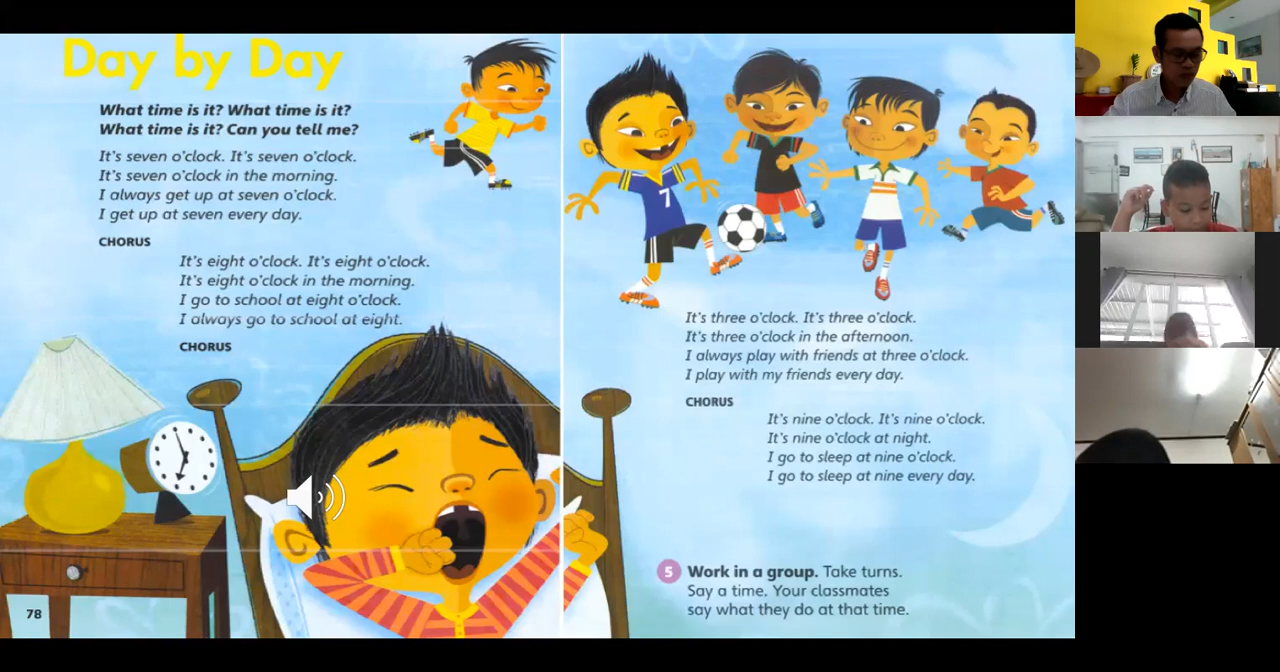 Day by Day
What time is it? What time is it?
What time is it? Can you tell me?
It's seven o'clock. It's seven o'clock.
It's seven o'clock in the morning.
I always get up at seven o'clock.
I get up at seven every day.
CHORUS
It's eight o'clock. It's eight o'clock.
It's eight o'clock in the morning.
I go to school at eight o'clock.
I always go to school at eight.
CHORUS
78
7
It's three o'clock. It's three o'clock.
It's three o'clock in the afternoon.
I always play with friends at three o'clock.
I play with my friends every day.
CHORUS
It's nine o'clock. It's nine o'clock.
It's nine o'clock at night.
I go to sleep at nine o'clock.
I go to sleep at nine every day.
5 Work in a group. Take turns.
Say a time. Your classmates
say what they do at that time.